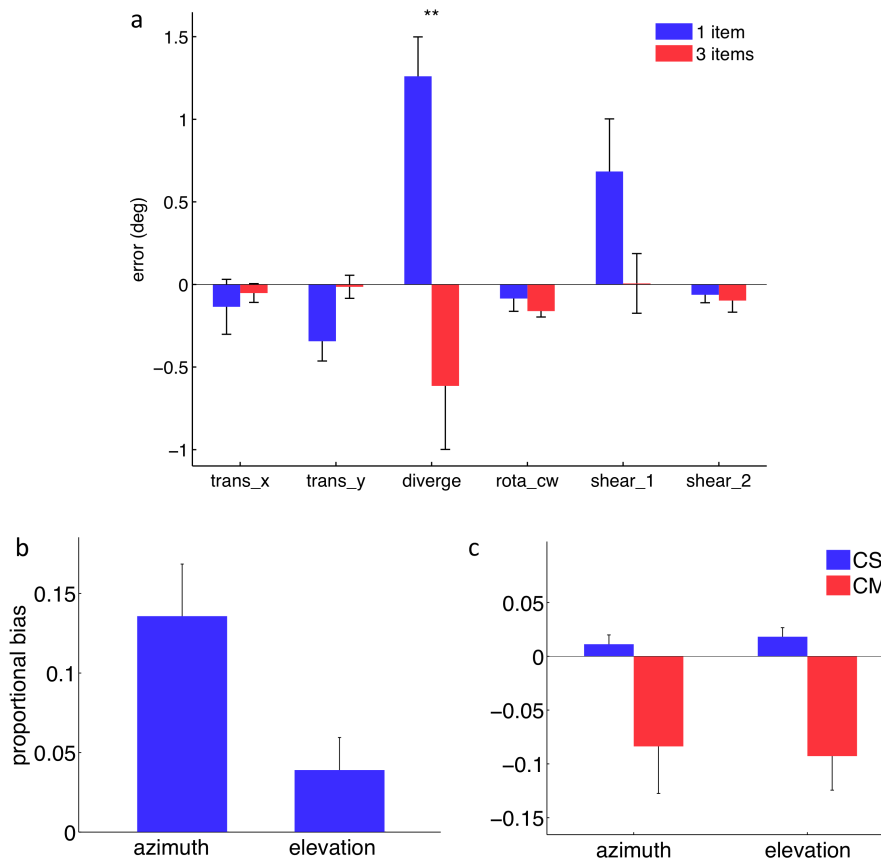 a
**
1 item
3 items
1.5
1
0.5
0
−0.5
−1
error (deg)
trans_x trans_y diverge rota_cw shear_1 shear_2
b
0.15
0.1
0.05
0
proportional bias
azimuth elevation
c
CS
CM
0.05
0
−0.05
−0.1
−0.15
azimuth elevation